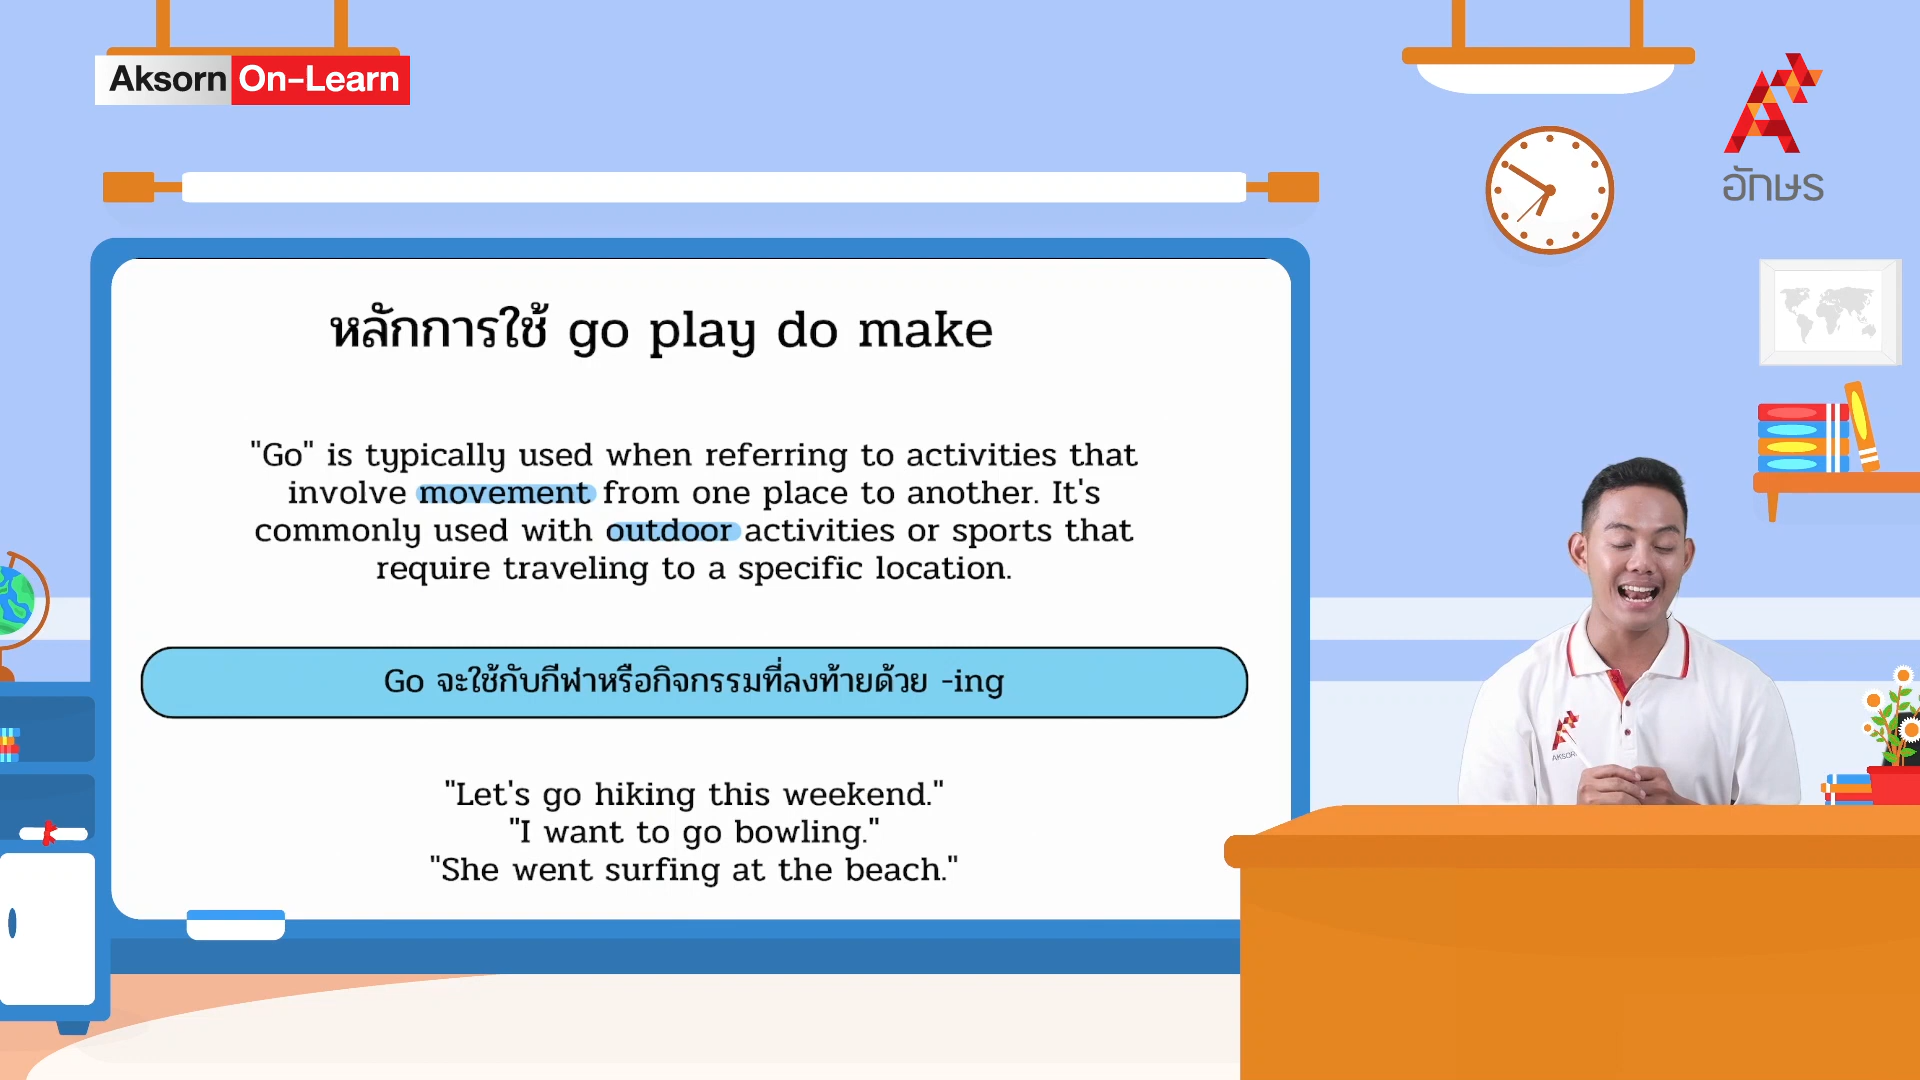 Aksorn On-Learn
อักษร
หลักการใช้ go play do make
"Go" is typically used when referring to activities that
involve movement from one place to another. It's
commonly used with outdoor activities or sports that
require traveling to a specific location.
Go จะใช้กับกีฬาหรือกิจกรรมที่ลงท้ายด้วย -ing
"Let's go hiking this weekend."
"I want to go bowling."
"She went surfing at the beach."
AKSORN